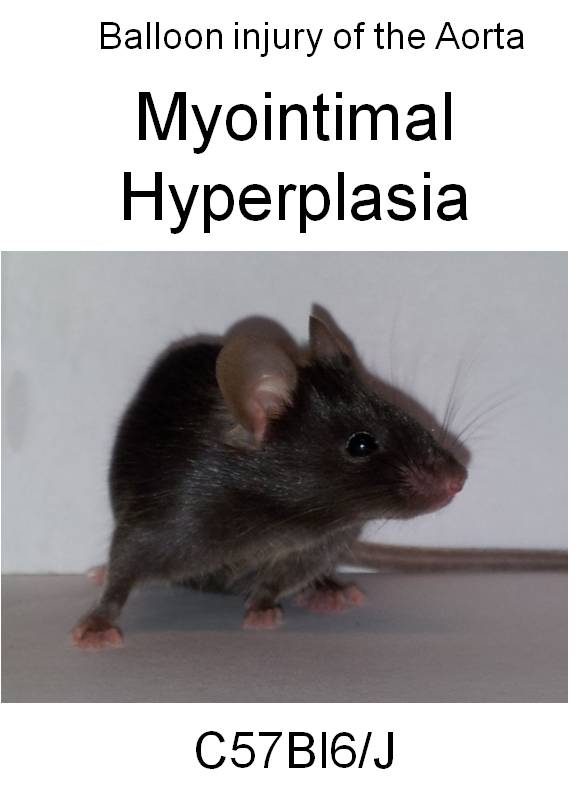 Balloon injury of the Aorta
Myointimal
Hyperplasia
C57Bl6/J